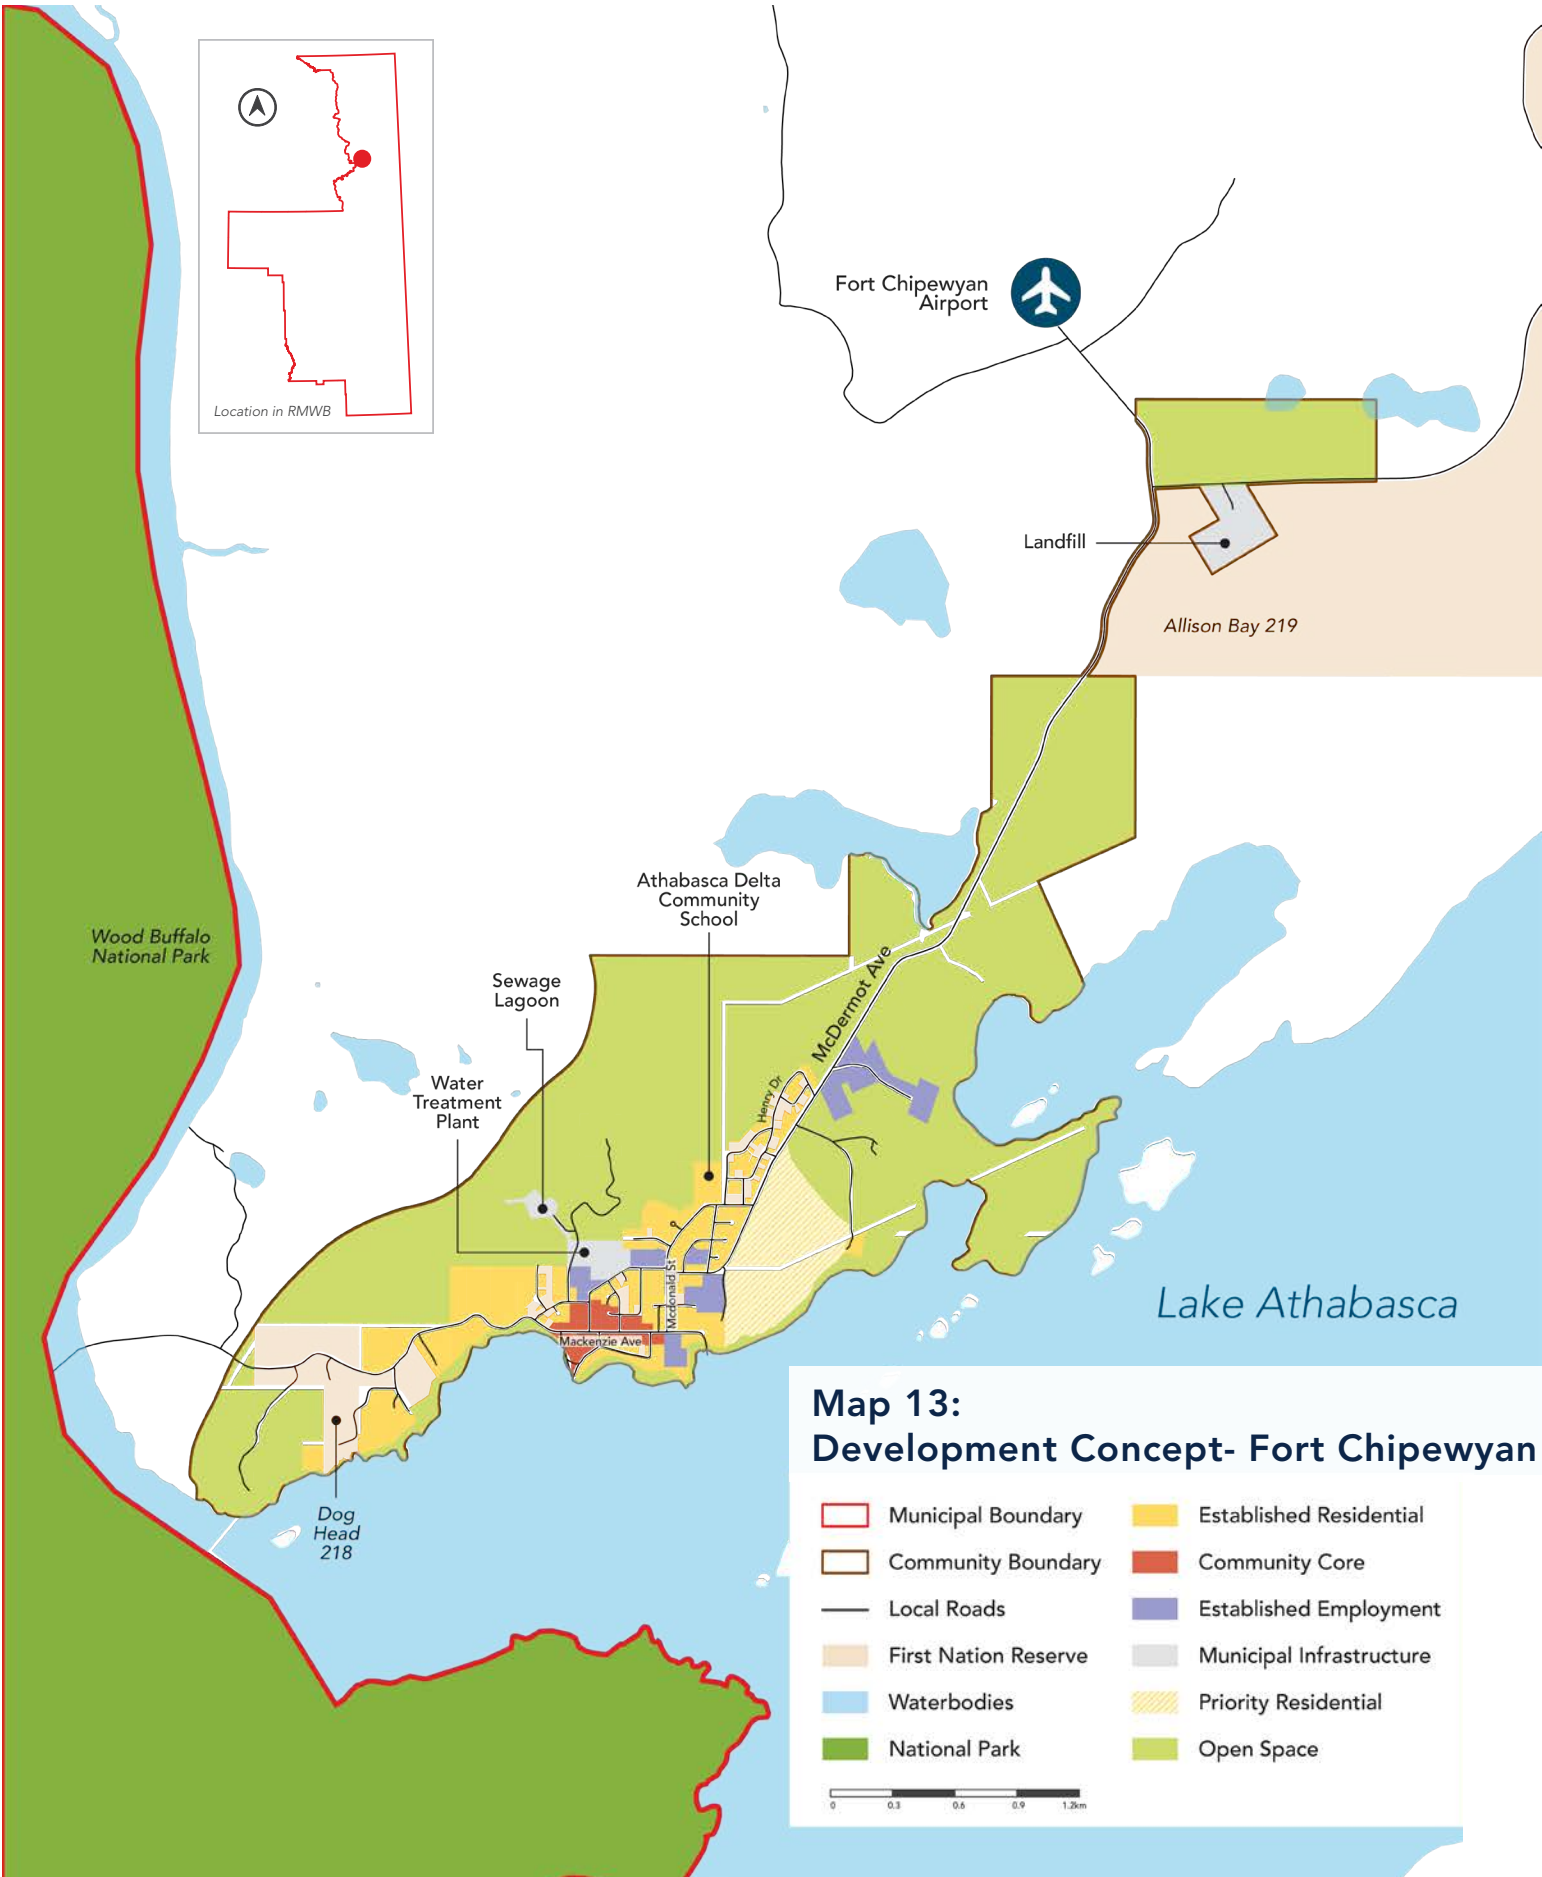 Location in RMWB
Fort Chipewyan
Airport
Landfill
Allison Bay 219
Athabasca Delta
Community
School
Wood Buffalo
National Park
Sewage
Lagoon
McDermot Ave
Water
Treatment
Plant
Henry Dr
Mcdonald St
Mackenzie Ave
Lake Athabasca
Dog
Head
218
Map 13:
Development Concept- Fort Chipewyan
Municipal Boundary
Community Boundary
Local Roads
First Nation Reserve
Waterbodies
National Park
Established Residential
Community Core
Established Employment
Municipal Infrastructure
Priority Residential
Open Space
0 0.3 0.6 0.9 1.2km